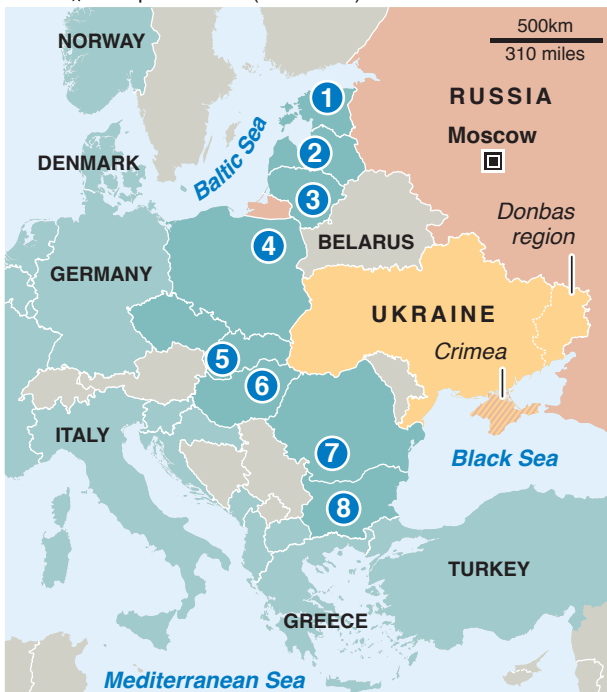 500km
310 miles
NORWAY
RUSSIA
Moscow
1
2
3
4
Baltic Sea
DENMARK
Donbas
region
BELARUS
GERMANY
UKRAINE
Crimea
5
6
ITALY
7
Black Sea
8
TURKEY
GREECE
Mediterranean Sea